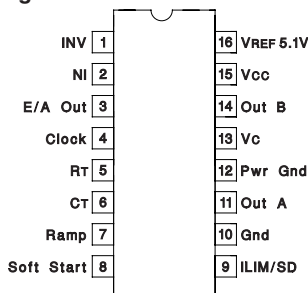 INV 1 16 VREF 5.1V
NI 2 15 VCC
E/A Out 3 14 Out B
Clock 4 13 VC
RT 5 12 Pwr Gnd
CT 6 11 Out A
Ramp 7 10 Gnd
Soft Start 8 9 ILIM/SD